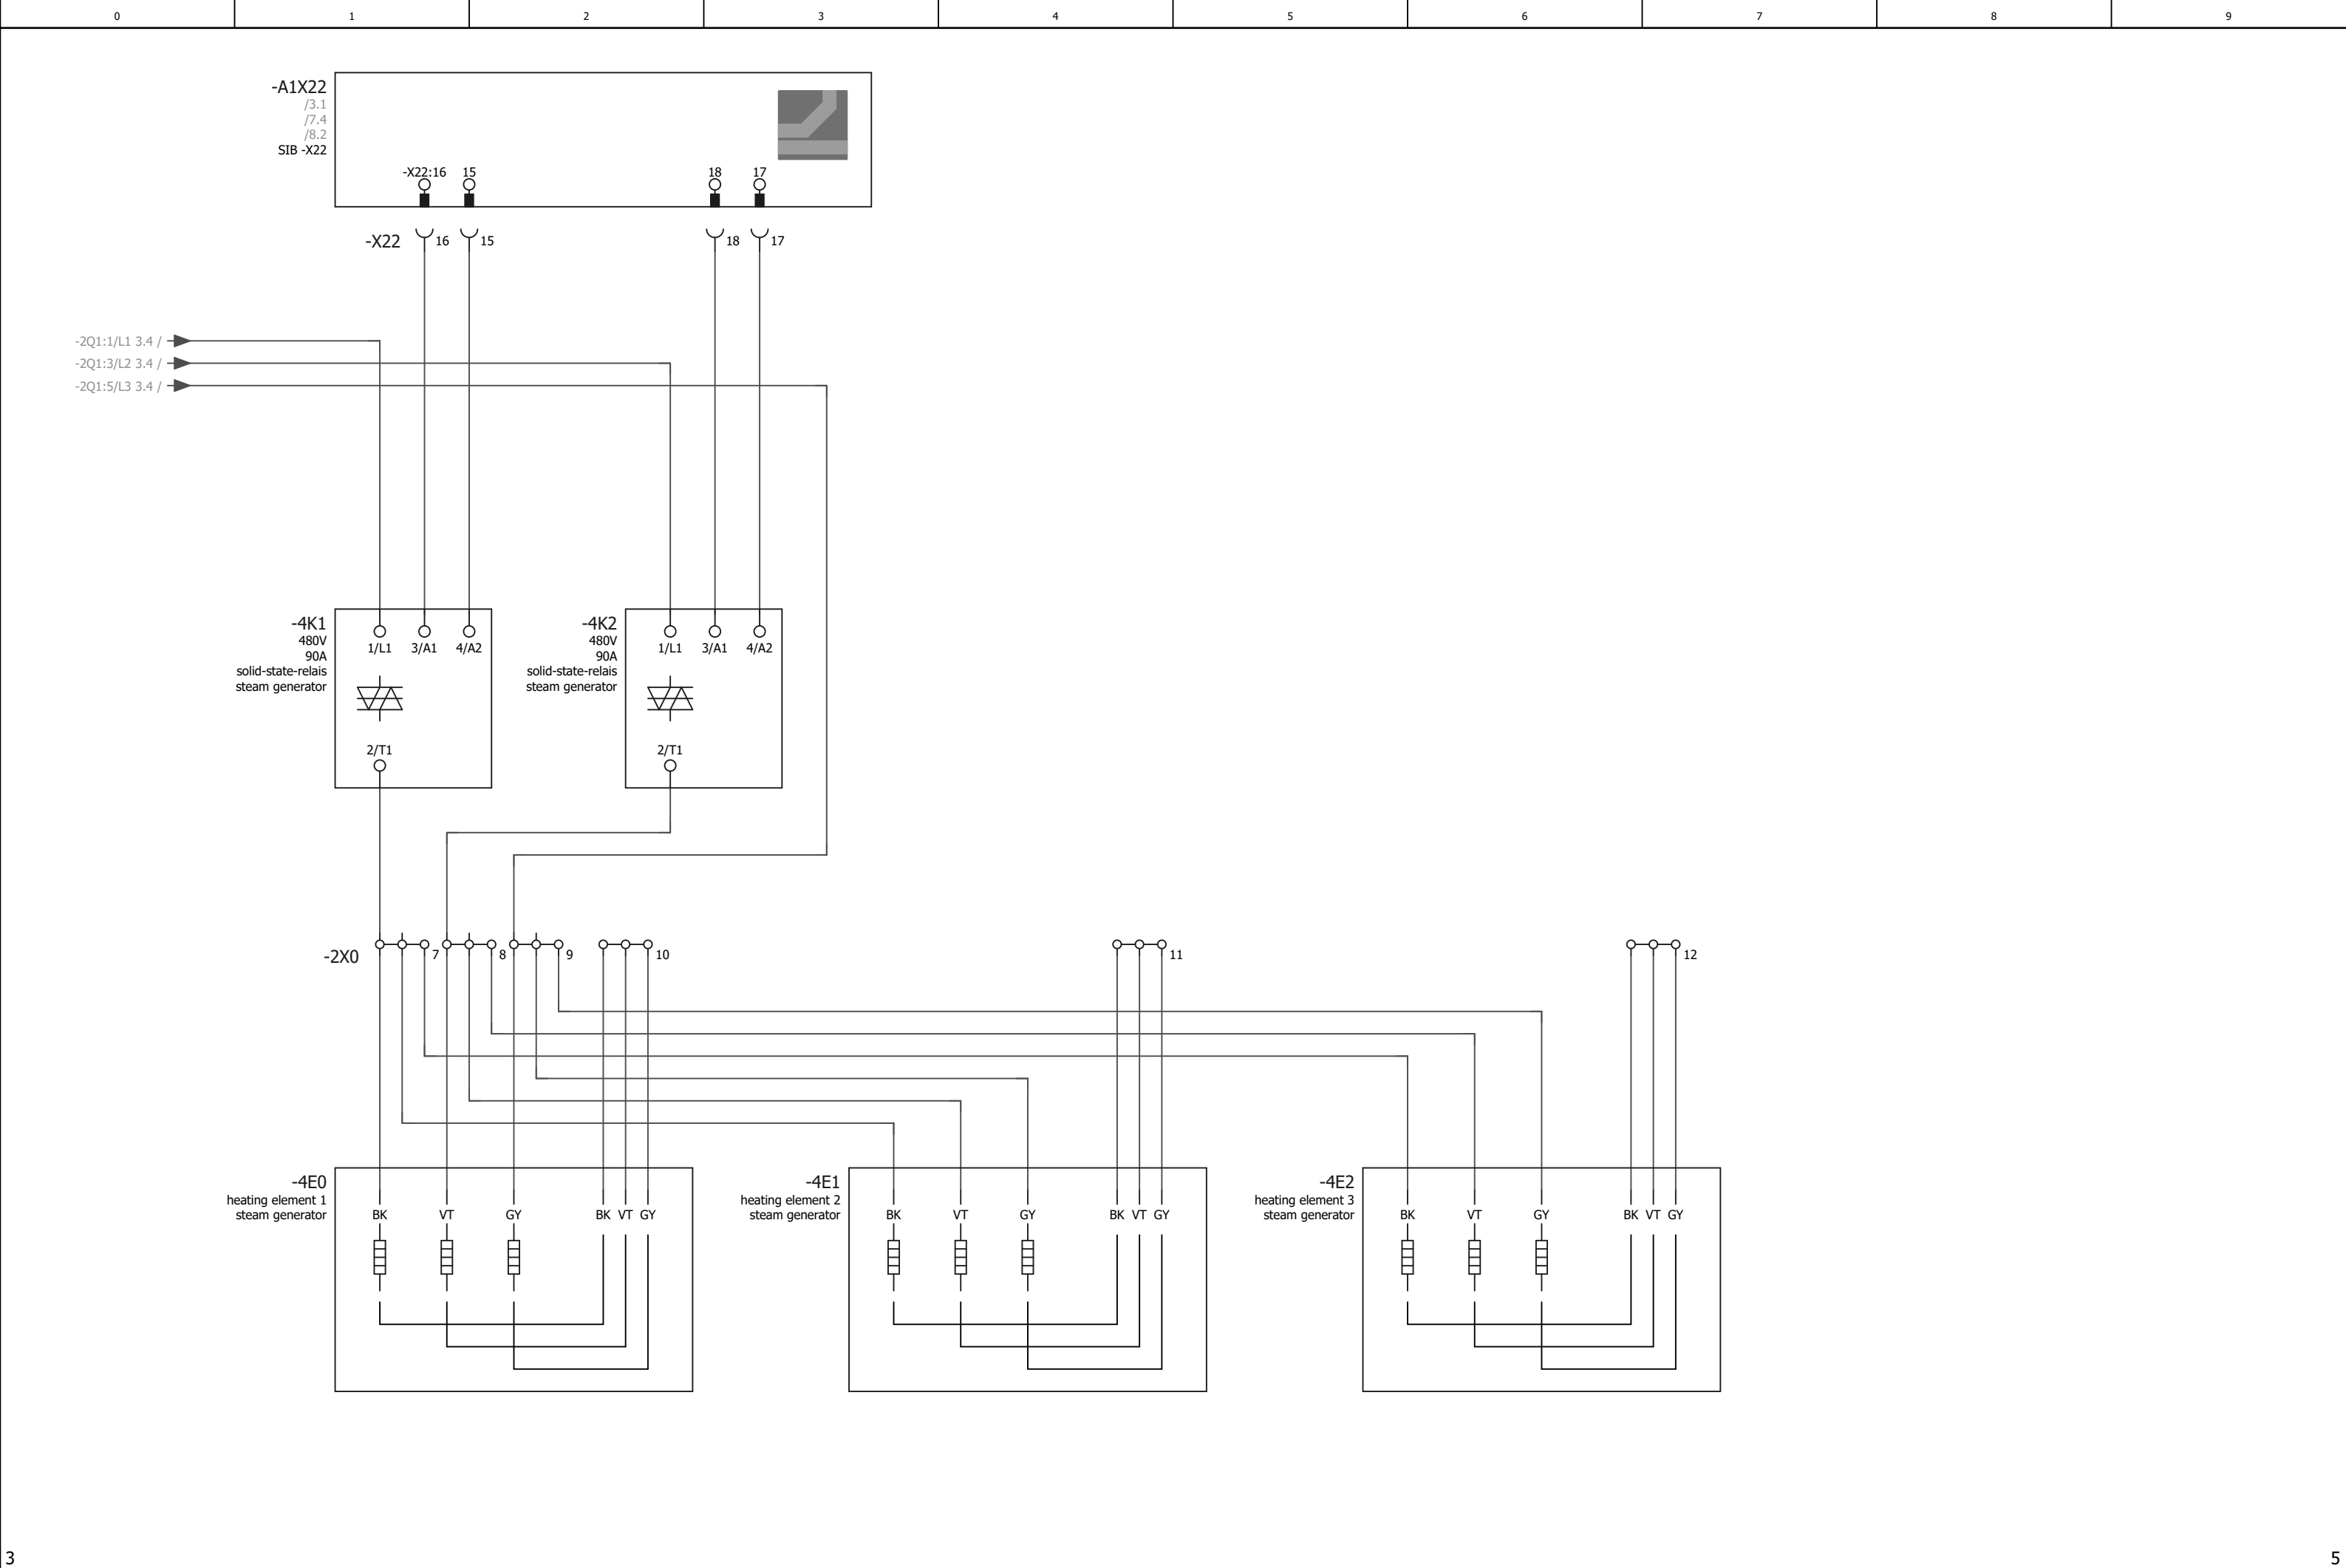 0 1 2 3 4 5 6 7 8 9
-A1X22
/3.1
/7.4
/8.2
SIB -X22
-X22:16 15 18 17
-X22 16 15 18 17
-2Q1:1/L1 3.4 /
-2Q1:3/L2 3.4 /
-2Q1:5/L3 3.4 /
-4K1
480V
90A
solid-state-relais
steam generator
1/L1 3/A1 4/A2
2/T1
-4K2
480V
90A
solid-state-relais
steam generator
1/L1 3/A1 4/A2
2/T1
-2X0 7 8 9 10 11 12
-4E0
heating element 1
steam generator
BK VT GY BK VT GY
-4E1
heating element 2
steam generator
BK VT GY BK VT GY
-4E2
heating element 3
steam generator
BK VT GY BK VT GY
3 5